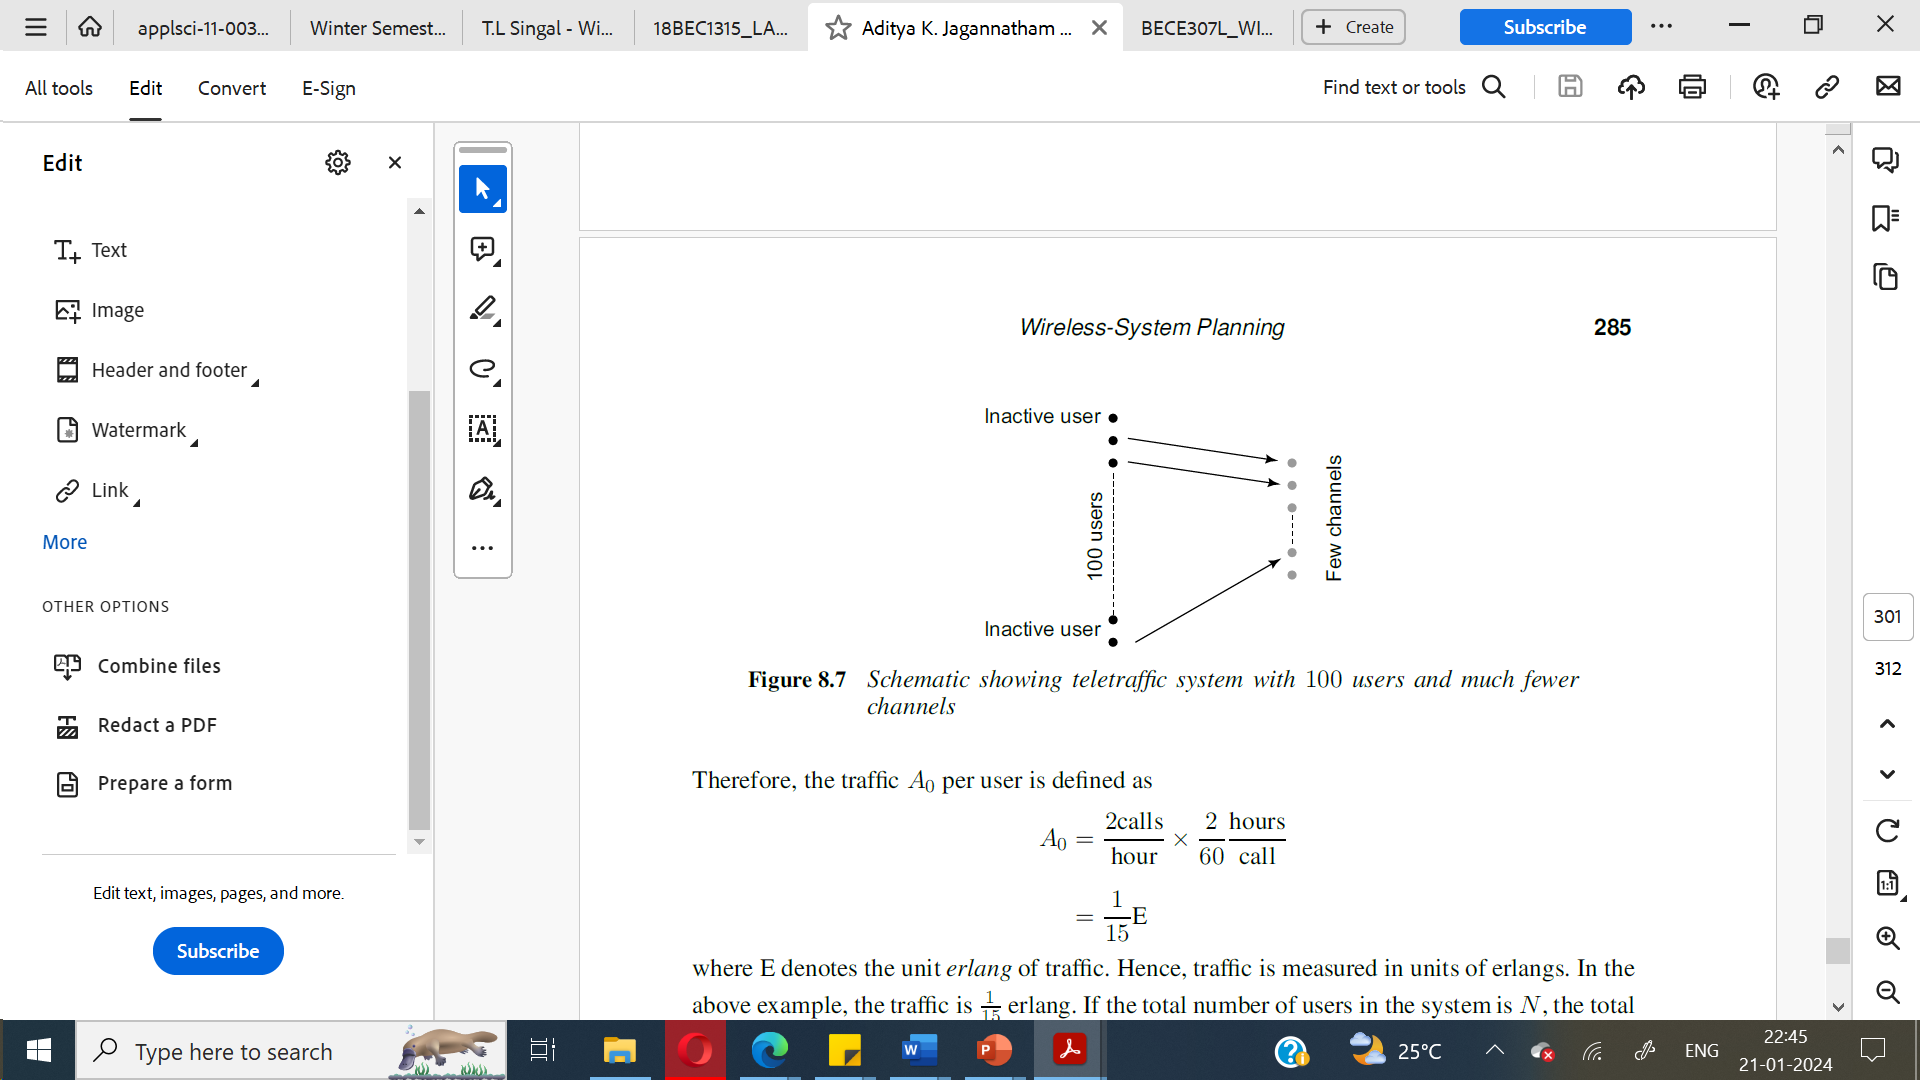 applsci-11-003...
Winter Semest...
T.L Singal - Wi...
18BEC1315_LA...
Aditya K. Jagannatham ...
BECE307L_WI...
+ Create
Subscribe
All tools
Edit
Convert
E-Sign
Find text or tools
Edit
Text
Image
Header and footer
Watermark
Link
More
OTHER OPTIONS
Combine files
Redact a PDF
Prepare a form
Edit text, images, pages, and more.
Subscribe
A
Wireless-System Planning 285
Inactive user
100 users
Few channels
Inactive user
Figure 8.7 Schematic showing teletraffic system with 100 users and much fewer
channels
Therefore, the traffic A₀ per user is defined as
A₀ = 2calls/hour × 2/60 hours/call
= 1/15 E
where E denotes the unit erlang of traffic. Hence, traffic is measured in units of erlangs. In the
above example, the traffic is 1/15 erlang. If the total number of users in the system is N, the total
301
312
1:1
Type here to search
W
P
25°C
ENG
22:45
21-01-2024